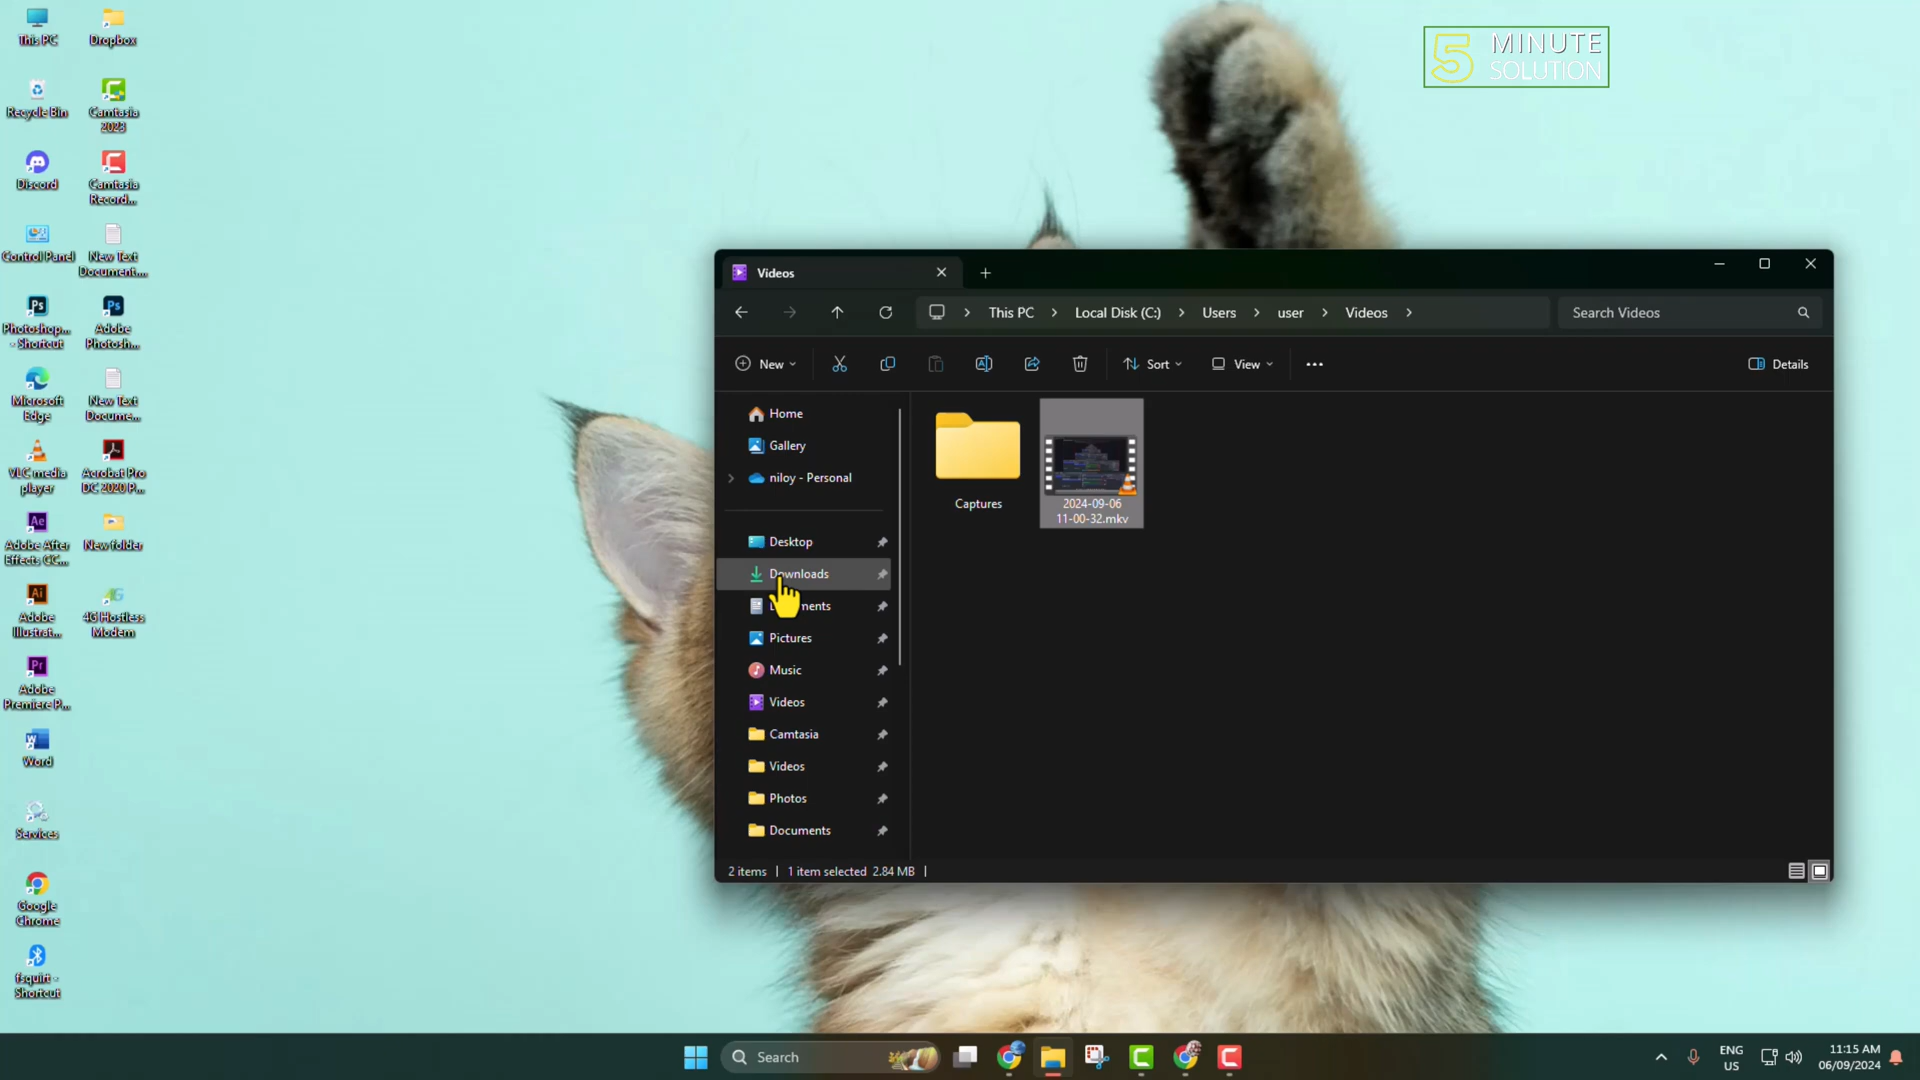 This PC
Dropbox
Recycle Bin
Camtasia
2023
Discord
Camtasia
Record...
Control Panel
New Text
Document....
Photoshop...
- Shortcut
Adobe
Photosh...
Microsoft
Edge
New Text
Docume...
VLC media
player
Acrobat Pro
DC 2020 P...
Adobe After
Effects CC...
New folder
Adobe
Illustrat...
4G Hostless
Modem
Adobe
Premiere P...
Word
Services
Google
Chrome
fsquirt -
Shortcut
5 MINUTE
SOLUTION
Videos
This PC > Local Disk (C:) > Users > user > Videos >
Search Videos
New
Sort
View
Details
Home
Gallery
niloy - Personal
Desktop
Downloads
Pictures
Music
Videos
Camtasia
Videos
Photos
Documents
Captures
2024-09-06
11-00-32.mkv
2 items | 1 item selected 2.84 MB |
Search
ENG
US
11:15 AM
06/09/2024